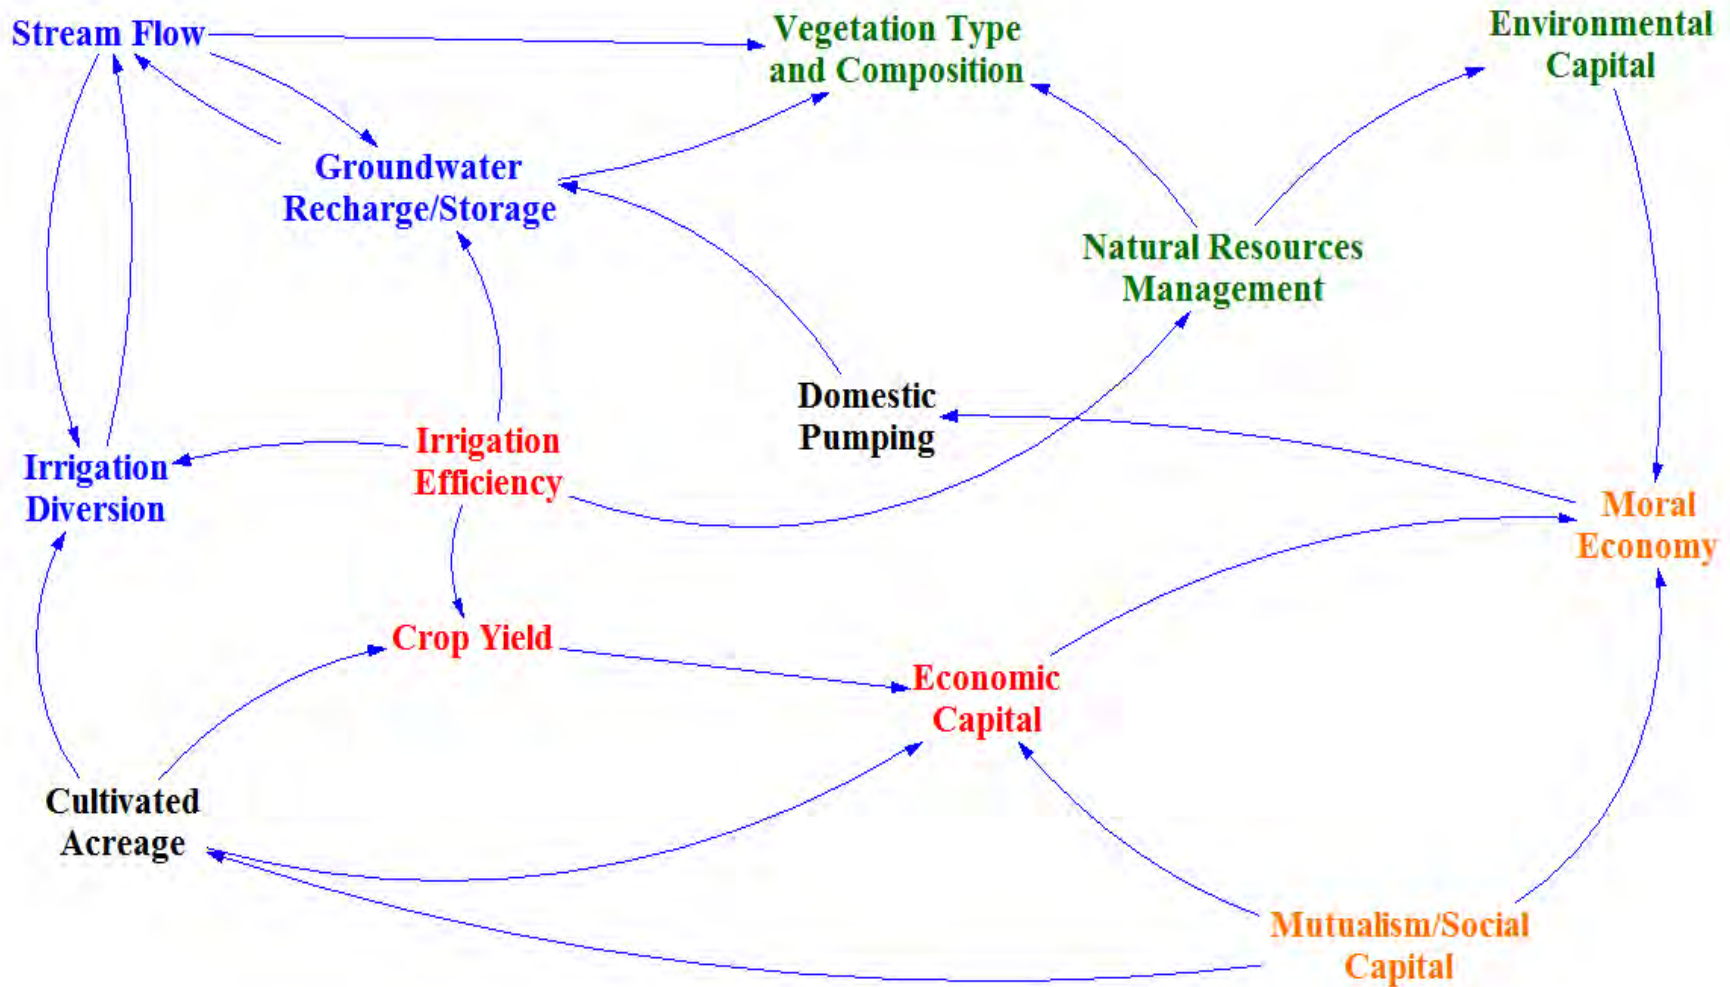 Stream Flow
Vegetation Type
and Composition
Environmental
Capital
Groundwater
Recharge/Storage
Natural Resources
Management
Domestic
Pumping
Irrigation
Efficiency
Irrigation
Diversion
Moral
Economy
Crop Yield
Economic
Capital
Cultivated
Acreage
Mutualism/Social
Capital